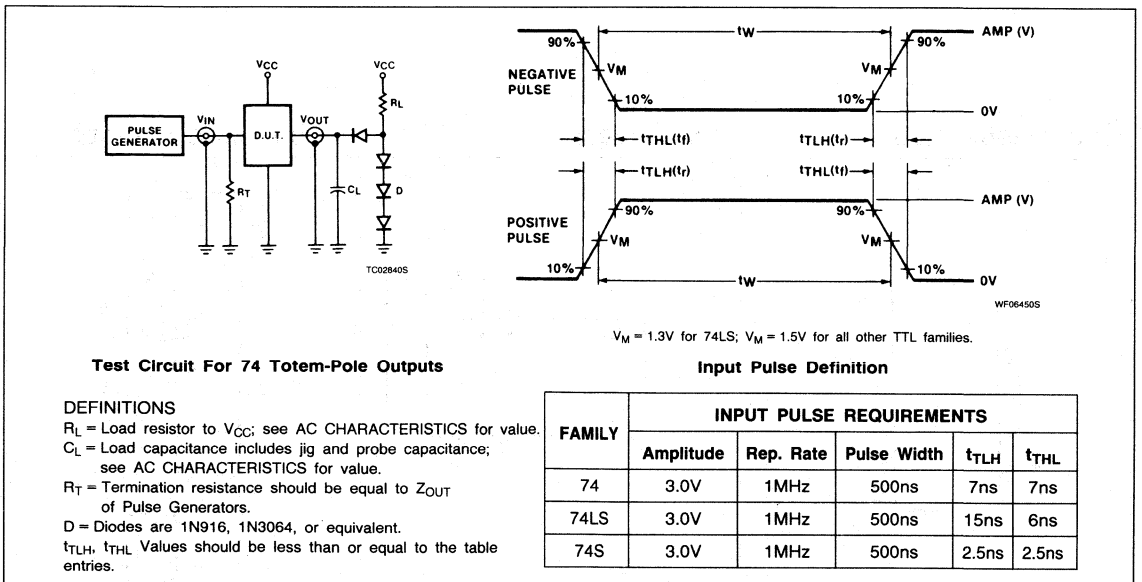 VCC
VCC
RL
PULSE
GENERATOR
VIN
D.U.T.
VOUT
RT
CL
D
TC02840S
90%
tW
90%
AMP (V)
NEGATIVE
PULSE
VM
VM
10%
10%
0V
tTHL(tf)
tTLH(tr)
tTLH(tr)
tTHL(tf)
AMP (V)
90%
90%
POSITIVE
PULSE
VM
VM
10%
tW
10%
0V
WF06450S
VM = 1.3V for 74LS; VM = 1.5V for all other TTL families.
Test Circuit For 74 Totem-Pole Outputs
Input Pulse Definition
DEFINITIONS
RL = Load resistor to VCC; see AC CHARACTERISTICS for value.
CL = Load capacitance includes jig and probe capacitance;
see AC CHARACTERISTICS for value.
RT = Termination resistance should be equal to ZOUT
of Pulse Generators.
D = Diodes are 1N916, 1N3064, or equivalent.
tTLH, tTHL Values should be less than or equal to the table
entries.
FAMILY INPUT PULSE REQUIREMENTS
Amplitude Rep. Rate Pulse Width tTLH tTHL
74 3.0V 1MHz 500ns 7ns 7ns
74LS 3.0V 1MHz 500ns 15ns 6ns
74S 3.0V 1MHz 500ns 2.5ns 2.5ns